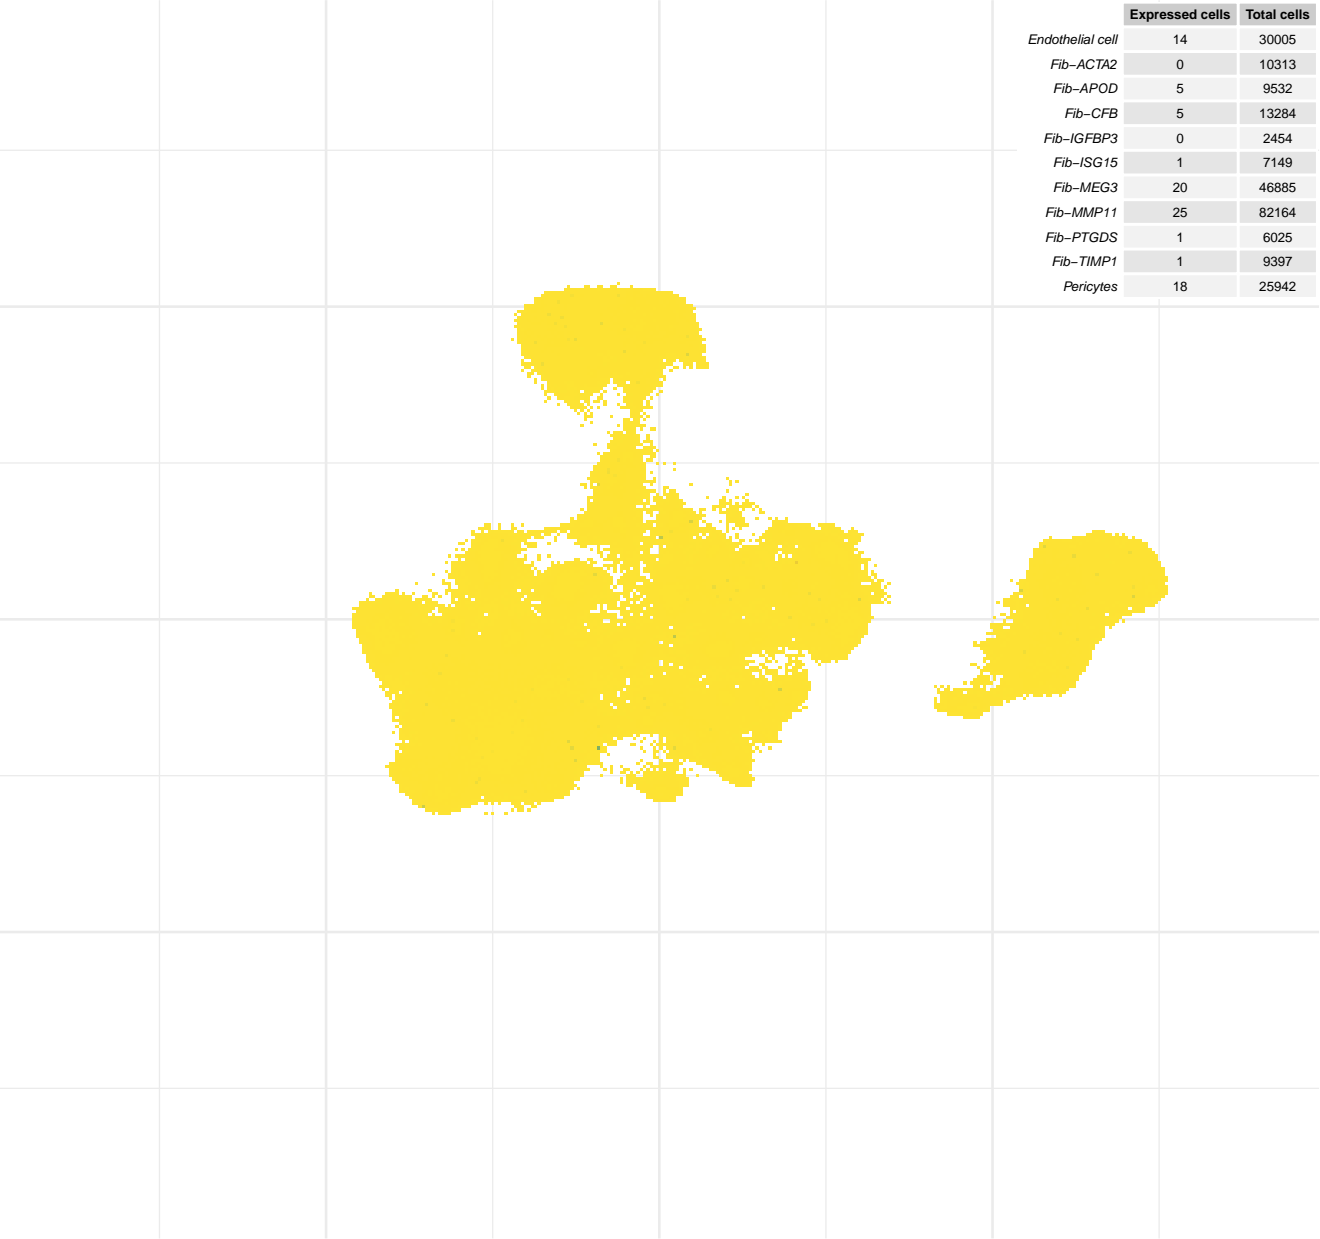 Expressed cells Total cells
Endothelial cell 14 30005
Fib−ACTA2 0 10313
Fib−APOD 5 9532
Fib−CFB 5 13284
Fib−IGFBP3 0 2454
Fib−ISG15 1 7149
Fib−MEG3 20 46885
Fib−MMP11 25 82164
Fib−PTGDS 1 6025
Fib−TIMP1 1 9397
Pericytes 18 25942